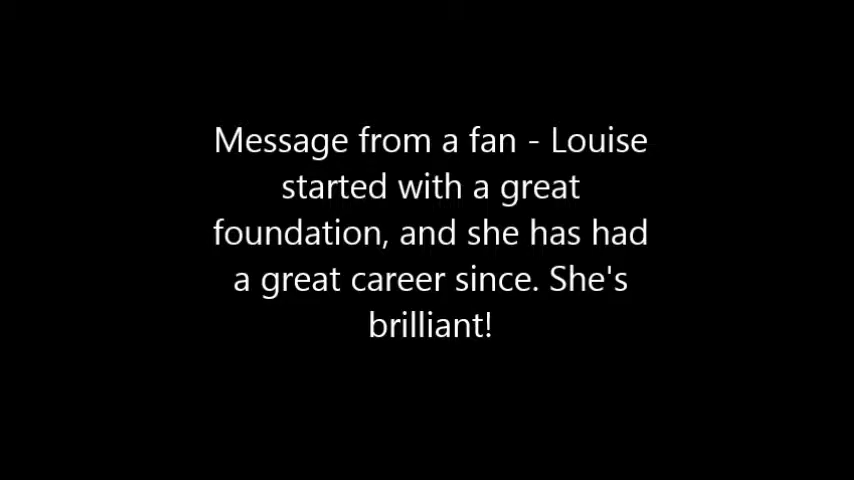 Message from a fan - Louise
started with a great
foundation, and she has had
a great career since. She's
brilliant!